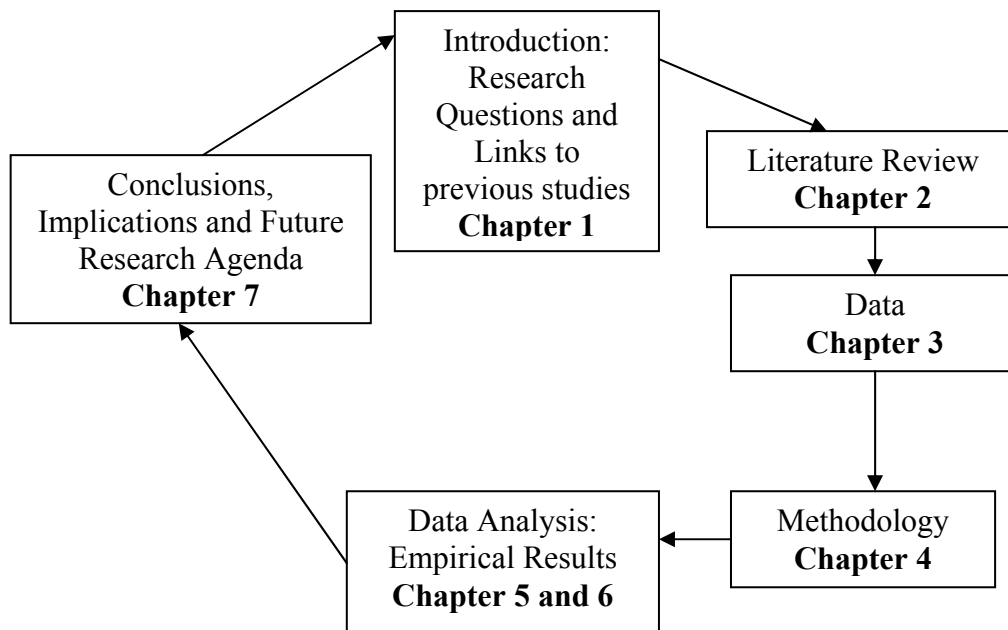 Introduction:
Research
Questions and
Links to
previous studies
Chapter 1
Literature Review
Chapter 2
Data
Chapter 3
Methodology
Chapter 4
Data Analysis:
Empirical Results
Chapter 5 and 6
Conclusions,
Implications and Future
Research Agenda
Chapter 7